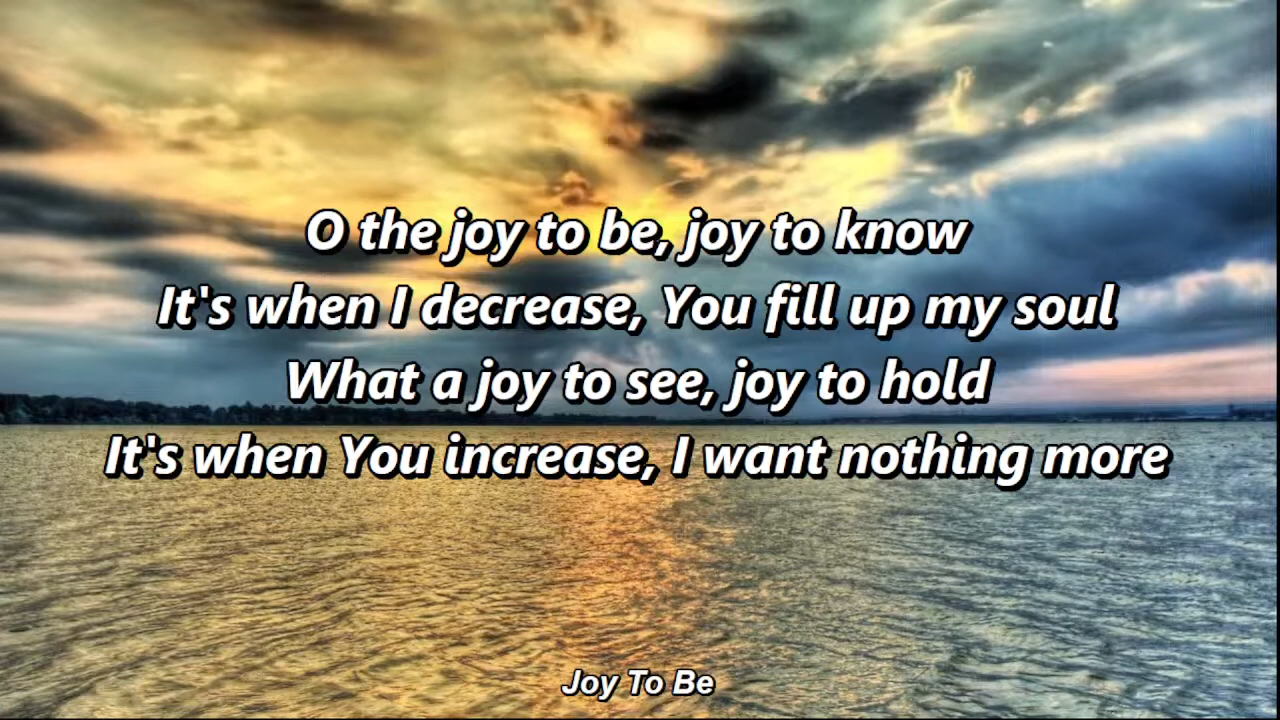 O the joy to be, joy to know
It's when I decrease, You fill up my soul
What a joy to see, joy to hold
It's when You increase, I want nothing more
Joy To Be